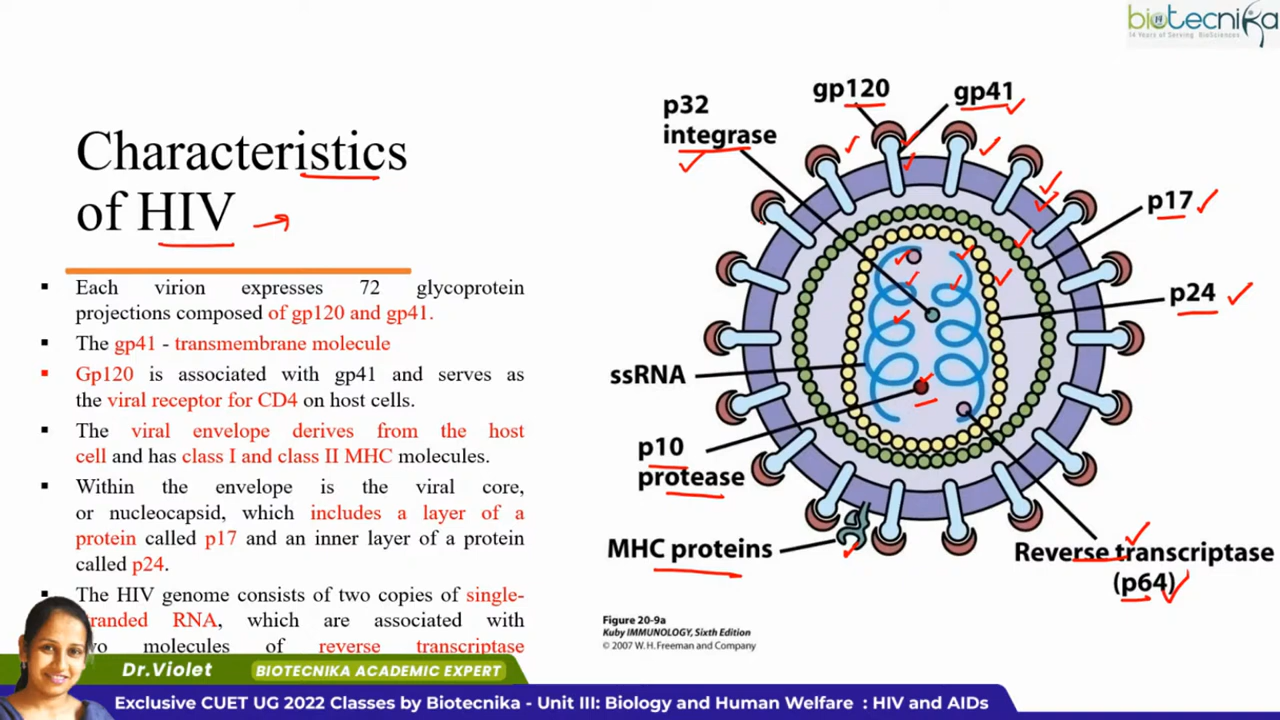 biotecnika
14 Years of Serving BioSciences
Characteristics
of HIV
Each virion expresses 72 glycoprotein
projections composed of gp120 and gp41.
The gp41 - transmembrane molecule
Gp120 is associated with gp41 and serves as
the viral receptor for CD4 on host cells.
The viral envelope derives from the host
cell and has class I and class II MHC molecules.
Within the envelope is the viral core,
or nucleocapsid, which includes a layer of a
protein called p17 and an inner layer of a protein
called p24.
The HIV genome consists of two copies of single-
randed RNA, which are associated with
molecules of reverse transcriptase
gp120
gp41
p32
integrase
p17
p24
ssRNA
p10
protease
MHC proteins
Reverse transcriptase
(p64)
Figure 20-9a
Kuby IMMUNOLOGY, Sixth Edition
© 2007 W. H. Freeman and Company
Dr.Violet
BIOTECNIKA ACADEMIC EXPERT
Exclusive CUET UG 2022 Classes by Biotecnika - Unit III: Biology and Human Welfare : HIV and AIDs